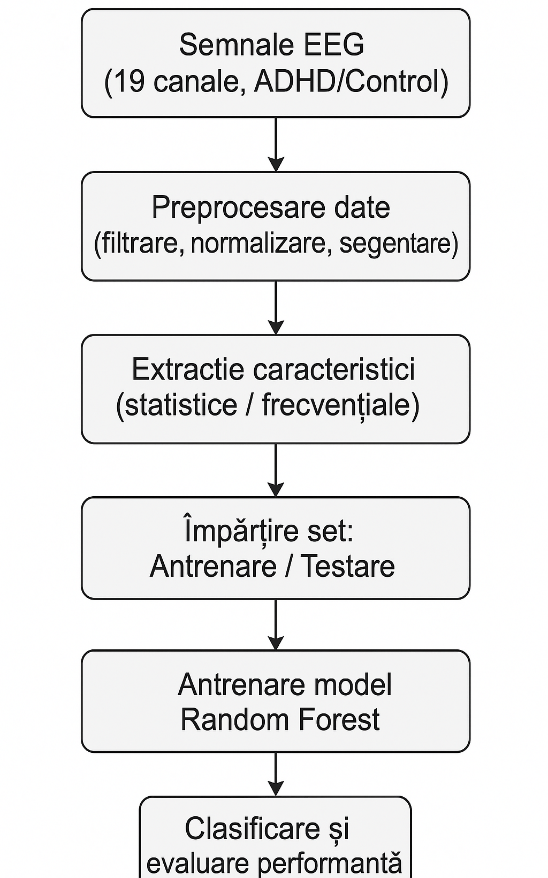 Semnale EEG
(19 canale, ADHD/Control)
Preprocesare date
(filtrare, normalizare, segentare)
Extractie caracteristici
(statistice / frecvențiale)
Împărțire set:
Antrenare / Testare
Antrenare model
Random Forest
Clasificare și
evaluare performantă